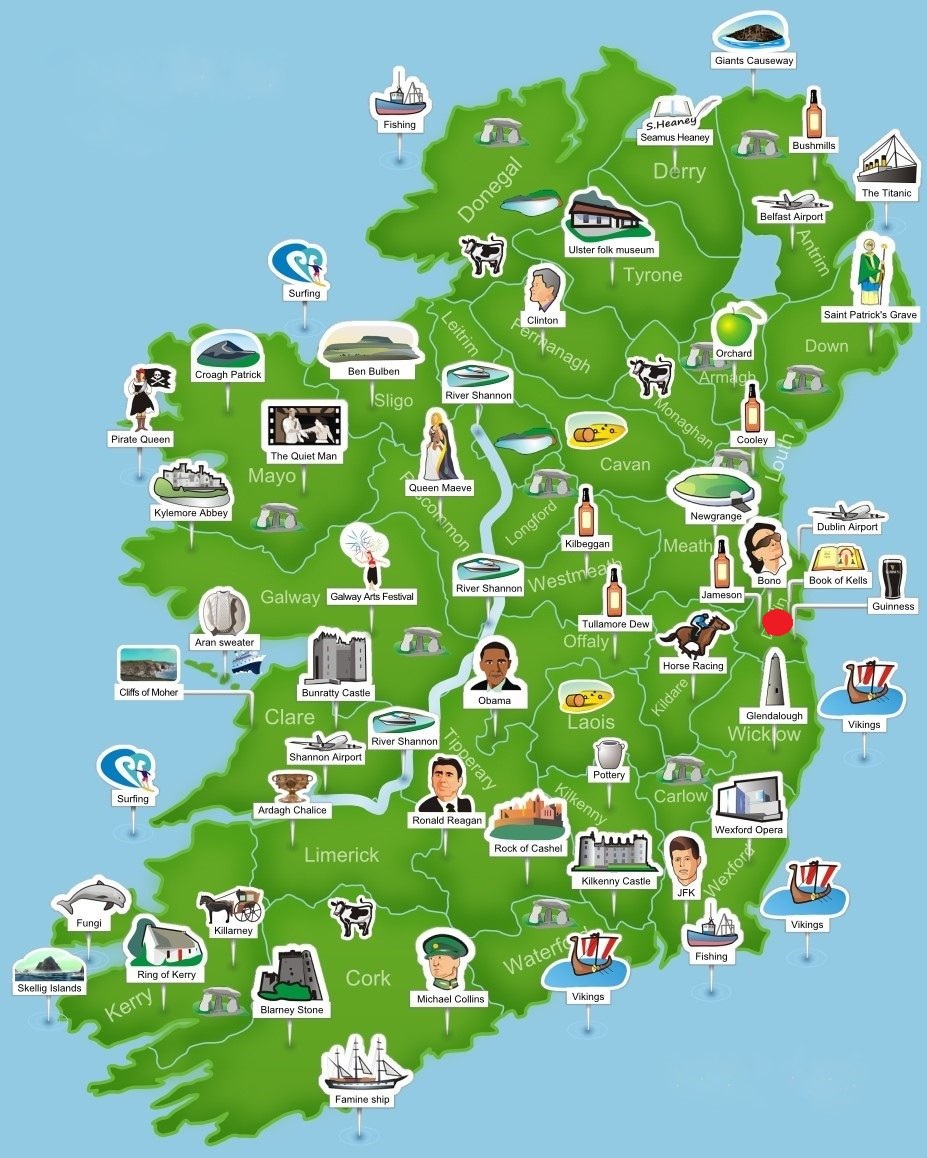 Giants Causeway
Fishing
S.Heaney
Seamus Heaney
Bushmills
Derry
The Titanic
Donegal
Belfast Airport
Ulster folk museum
Antrim
Tyrone
Surfing
Saint Patrick's Grave
Clinton
Leitrim
Fermanagh
Orchard
Down
Croagh Patrick
Ben Bulben
Armagh
River Shannon
Sligo
Monaghan
Pirate Queen
Cooley
The Quiet Man
Louth
Cavan
Mayo
Queen Maeve
Kylemore Abbey
Roscommon
Newgrange
Longford
Dublin Airport
Kilbeggan
Meath
Bono
Book of Kells
Westmeath
River Shannon
Galway
Galway Arts Festival
Jameson
Guinness
Tullamore Dew
Aran sweater
Offaly
Horse Racing
Cliffs of Moher
Bunratty Castle
Obama
Kildare
Clare
Laois
Glendalough
Vikings
Wicklow
River Shannon
Shannon Airport
Tipperary
Pottery
Surfing
Carlow
Ardagh Chalice
Kilkenny
Ronald Reagan
Wexford Opera
Rock of Cashel
Limerick
Kilkenny Castle
JFK
Wexford
Fungi
Killarney
Vikings
Waterford
Fishing
Ring of Kerry
Cork
Skellig Islands
Kerry
Michael Collins
Vikings
Blarney Stone
Famine ship